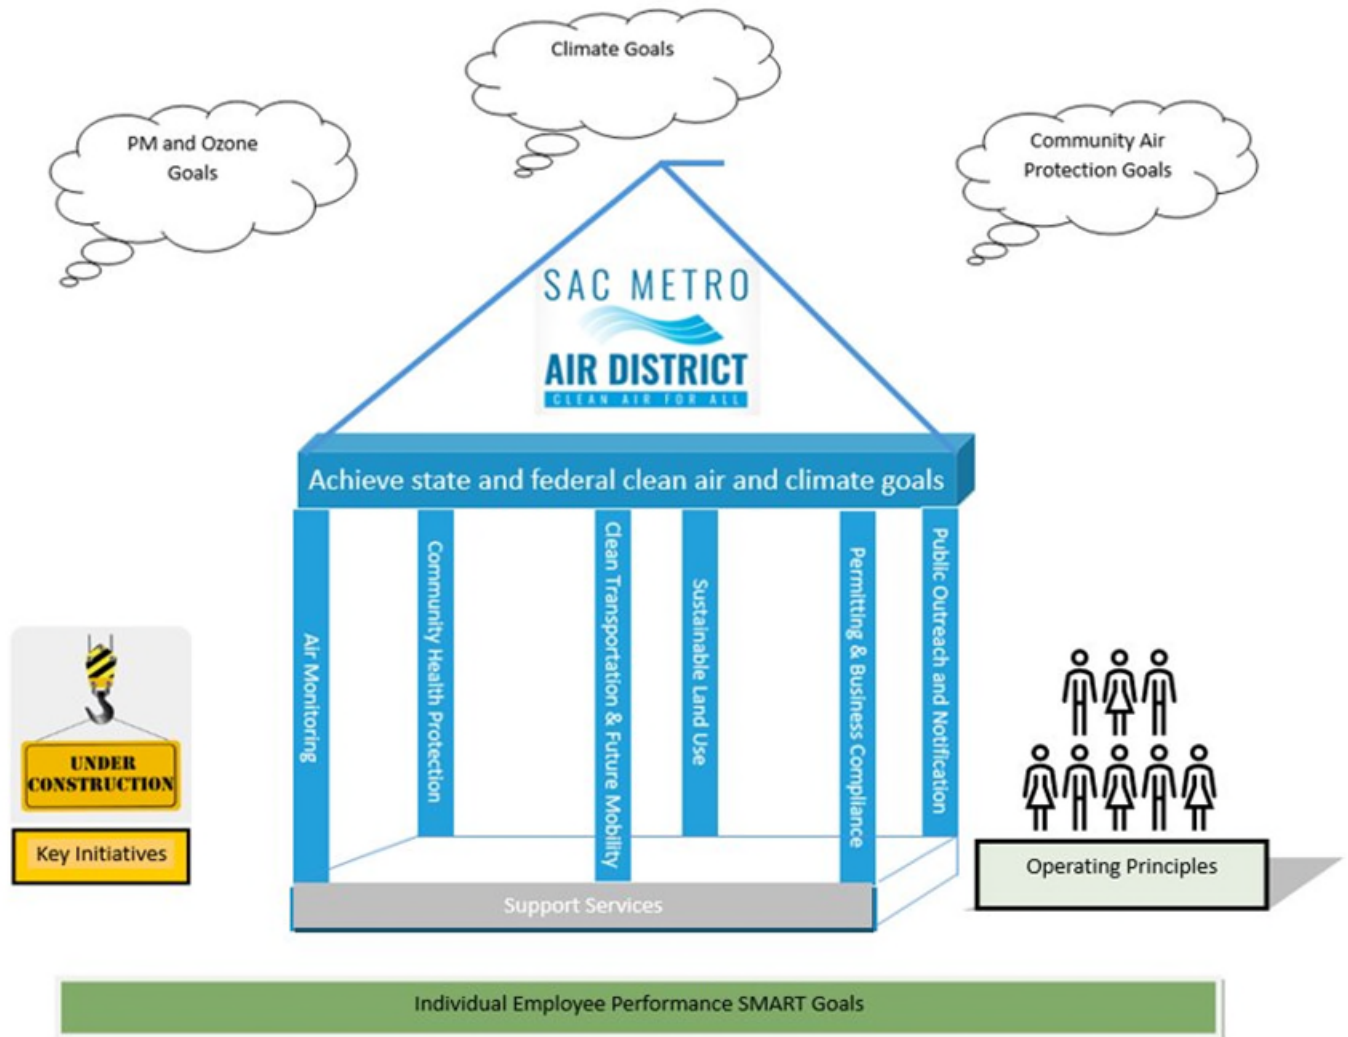 Climate Goals
PM and Ozone
Goals
Community Air
Protection Goals
SAC METRO
AIR DISTRICT
CLEAN AIR FOR ALL
Achieve state and federal clean air and climate goals
Air Monitoring
Community Health Protection
Clean Transportation & Future Mobility
Sustainable Land Use
Permitting & Business Compliance
Public Outreach and Notification
UNDER
CONSTRUCTION
Key Initiatives
Operating Principles
Support Services
Individual Employee Performance SMART Goals